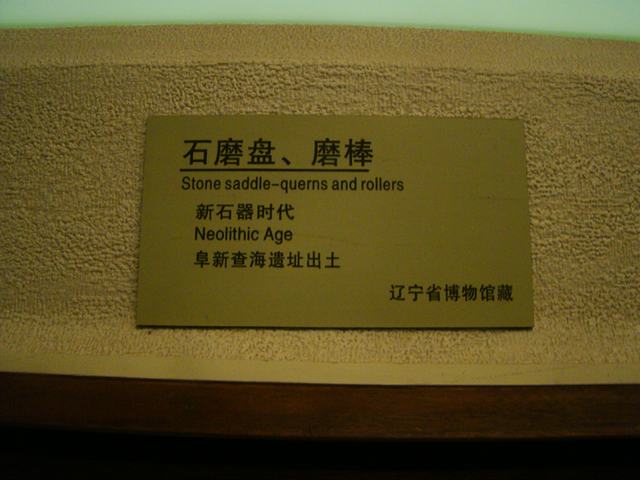 石磨盘、磨棒
Stone saddle-querns and rollers
新石器时代
Neolithic Age
阜新查海遗址出土
辽宁省博物馆藏